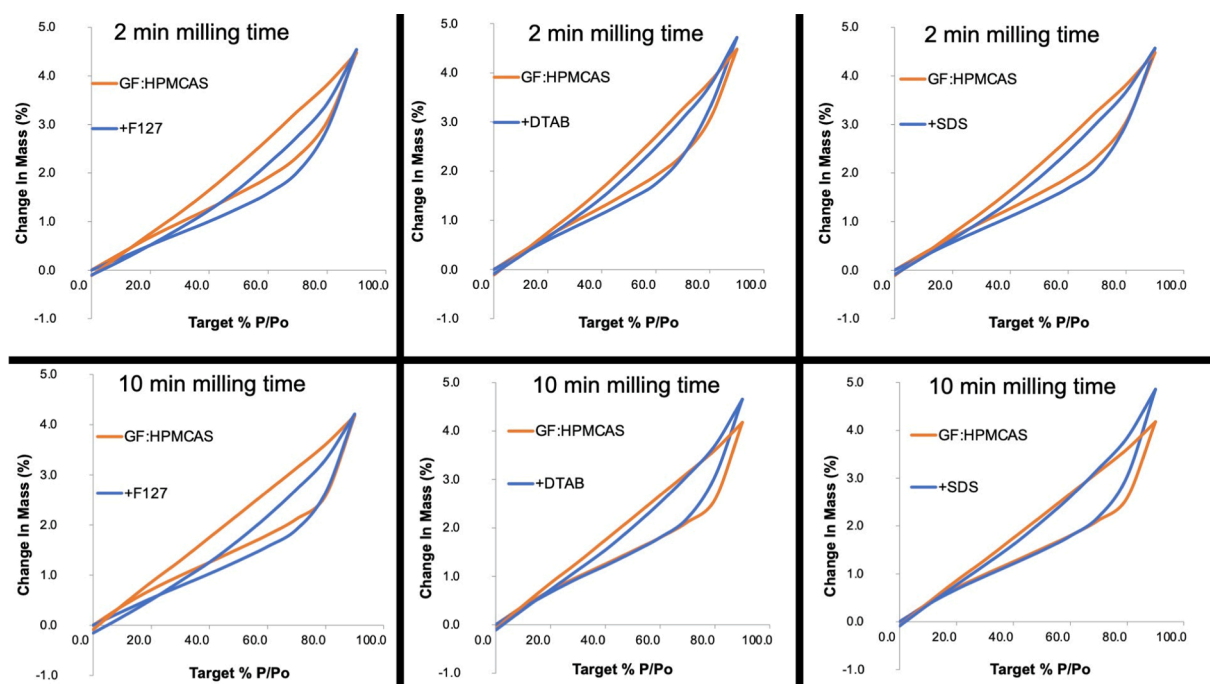 2 min milling time
5.0
4.0
3.0
2.0
1.0
0.0
-1.0
Change In Mass (%)
GF:HPMCAS
+F127
0.0 20.0 40.0 60.0 80.0 100.0
Target % P/Po
2 min milling time
5.0
4.0
3.0
2.0
1.0
0.0
-1.0
Change In Mass (%)
GF:HPMCAS
+DTAB
0.0 20.0 40.0 60.0 80.0 100.0
Target % P/Po
2 min milling time
5.0
4.0
3.0
2.0
1.0
0.0
-1.0
Change In Mass (%)
GF:HPMCAS
+SDS
0.0 20.0 40.0 60.0 80.0 100.0
Target % P/Po
10 min milling time
5.0
4.0
3.0
2.0
1.0
0.0
-1.0
Change In Mass (%)
GF:HPMCAS
+F127
0.0 20.0 40.0 60.0 80.0 100.0
Target % P/Po
10 min milling time
5.0
4.0
3.0
2.0
1.0
0.0
-1.0
Change In Mass (%)
GF:HPMCAS
+DTAB
0.0 20.0 40.0 60.0 80.0 100.0
Target % P/Po
10 min milling time
5.0
4.0
3.0
2.0
1.0
0.0
-1.0
Change In Mass (%)
GF:HPMCAS
+SDS
0.0 20.0 40.0 60.0 80.0 100.0
Target % P/Po